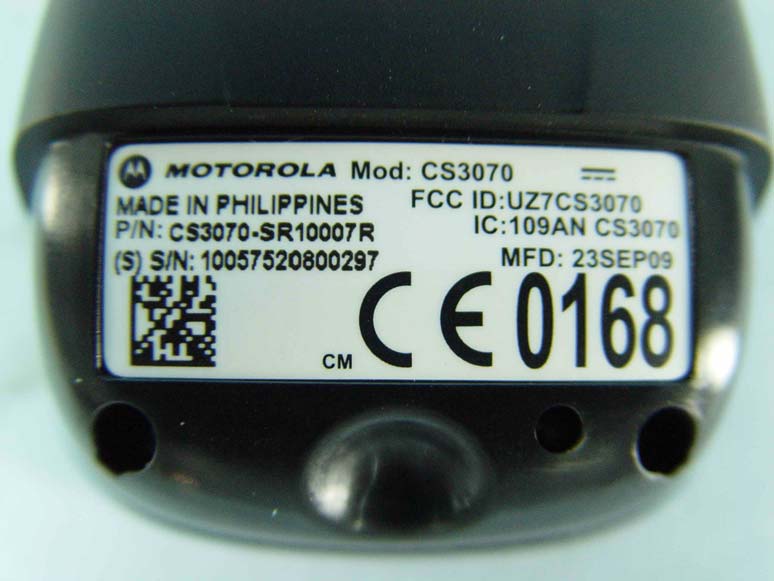 MOTOROLA Mod: CS3070
MADE IN PHILIPPINES FCC ID:UZ7CS3070
P/N: CS3070-SR10007R IC:109AN CS3070
(S) S/N: 10057520800297 MFD: 23SEP09
CM CE 0168